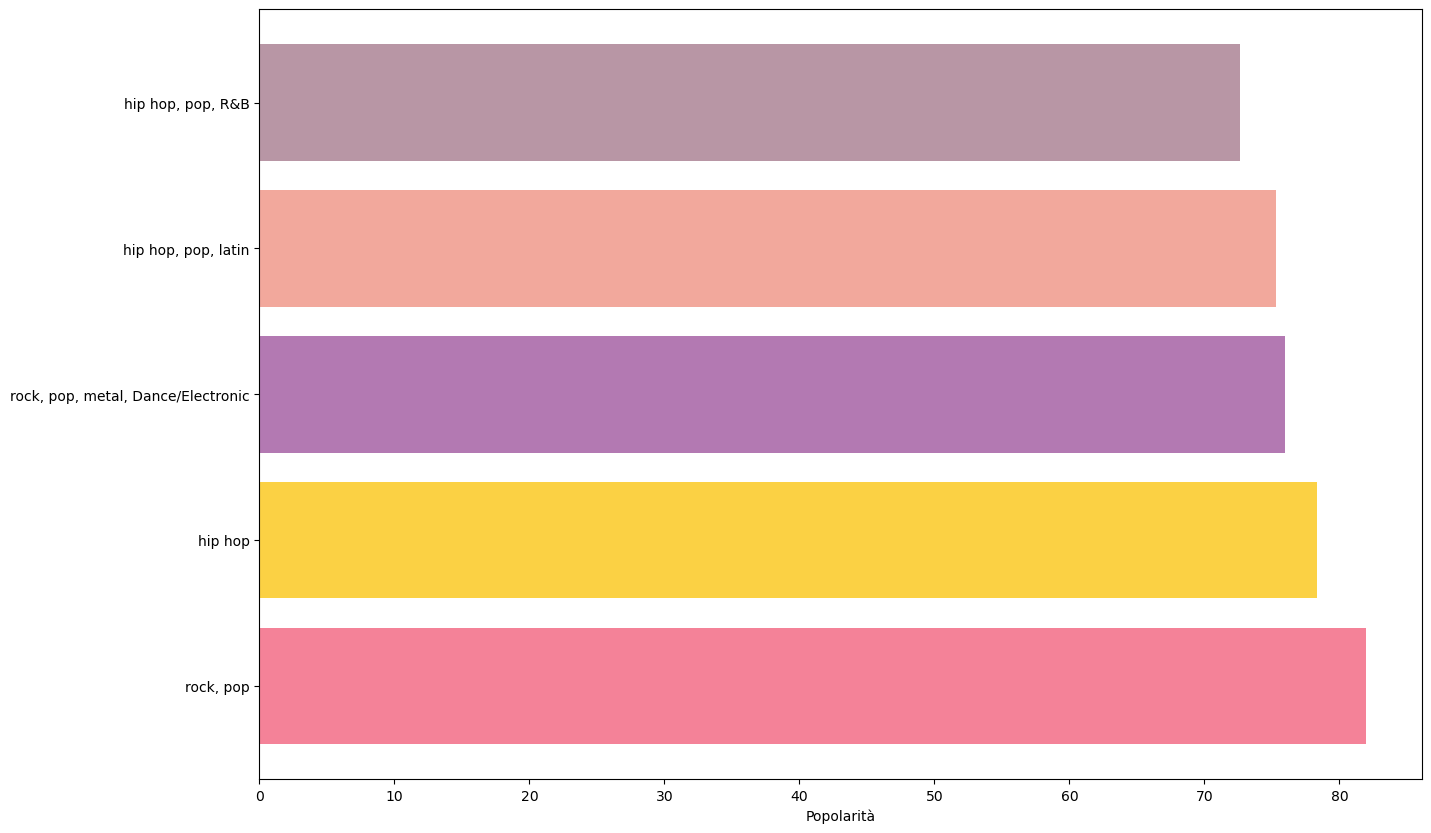 hip hop, pop, R&B
hip hop, pop, latin
rock, pop, metal, Dance/Electronic
hip hop
rock, pop
0 10 20 30 40 50 60 70 80
Popolarità